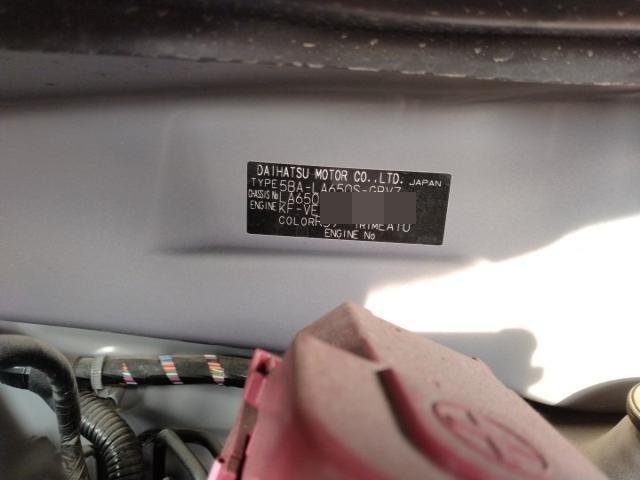 DAIHATSU MOTOR CO.,LTD. JAPAN
TYPE 5BA-LA650S-GBVZ
CHASSIS No LA650
ENGINE KF-VE
COLOR TRIM
ENGINE No